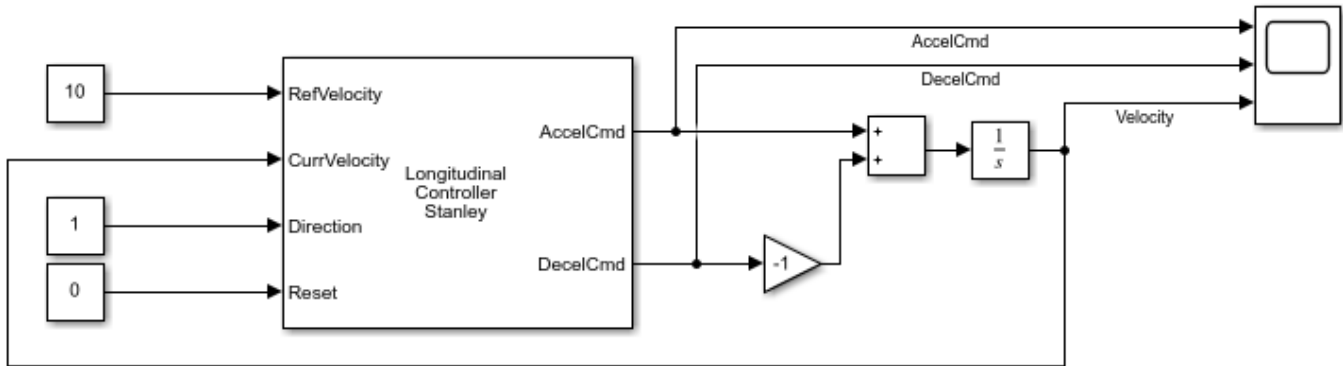 AccelCmd
DecelCmd
Velocity
10
RefVelocity
CurrVelocity
1
Direction
0
Reset
Longitudinal
Controller
Stanley
AccelCmd
DecelCmd
-1
+
+
1
s